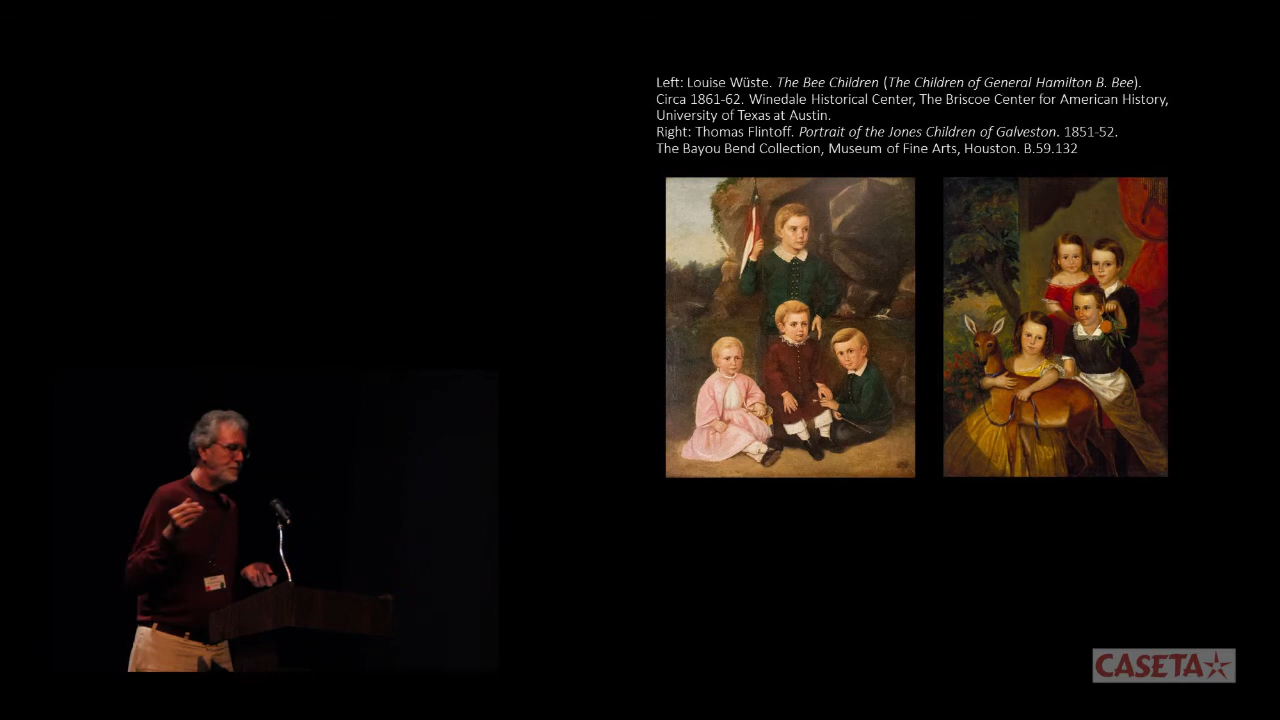 Left: Louise Wüste. The Bee Children (The Children of General Hamilton B. Bee).
Circa 1861-62. Winedale Historical Center, The Briscoe Center for American History,
University of Texas at Austin.
Right: Thomas Flintoff. Portrait of the Jones Children of Galveston. 1851-52.
The Bayou Bend Collection, Museum of Fine Arts, Houston. B.59.132
CASETA